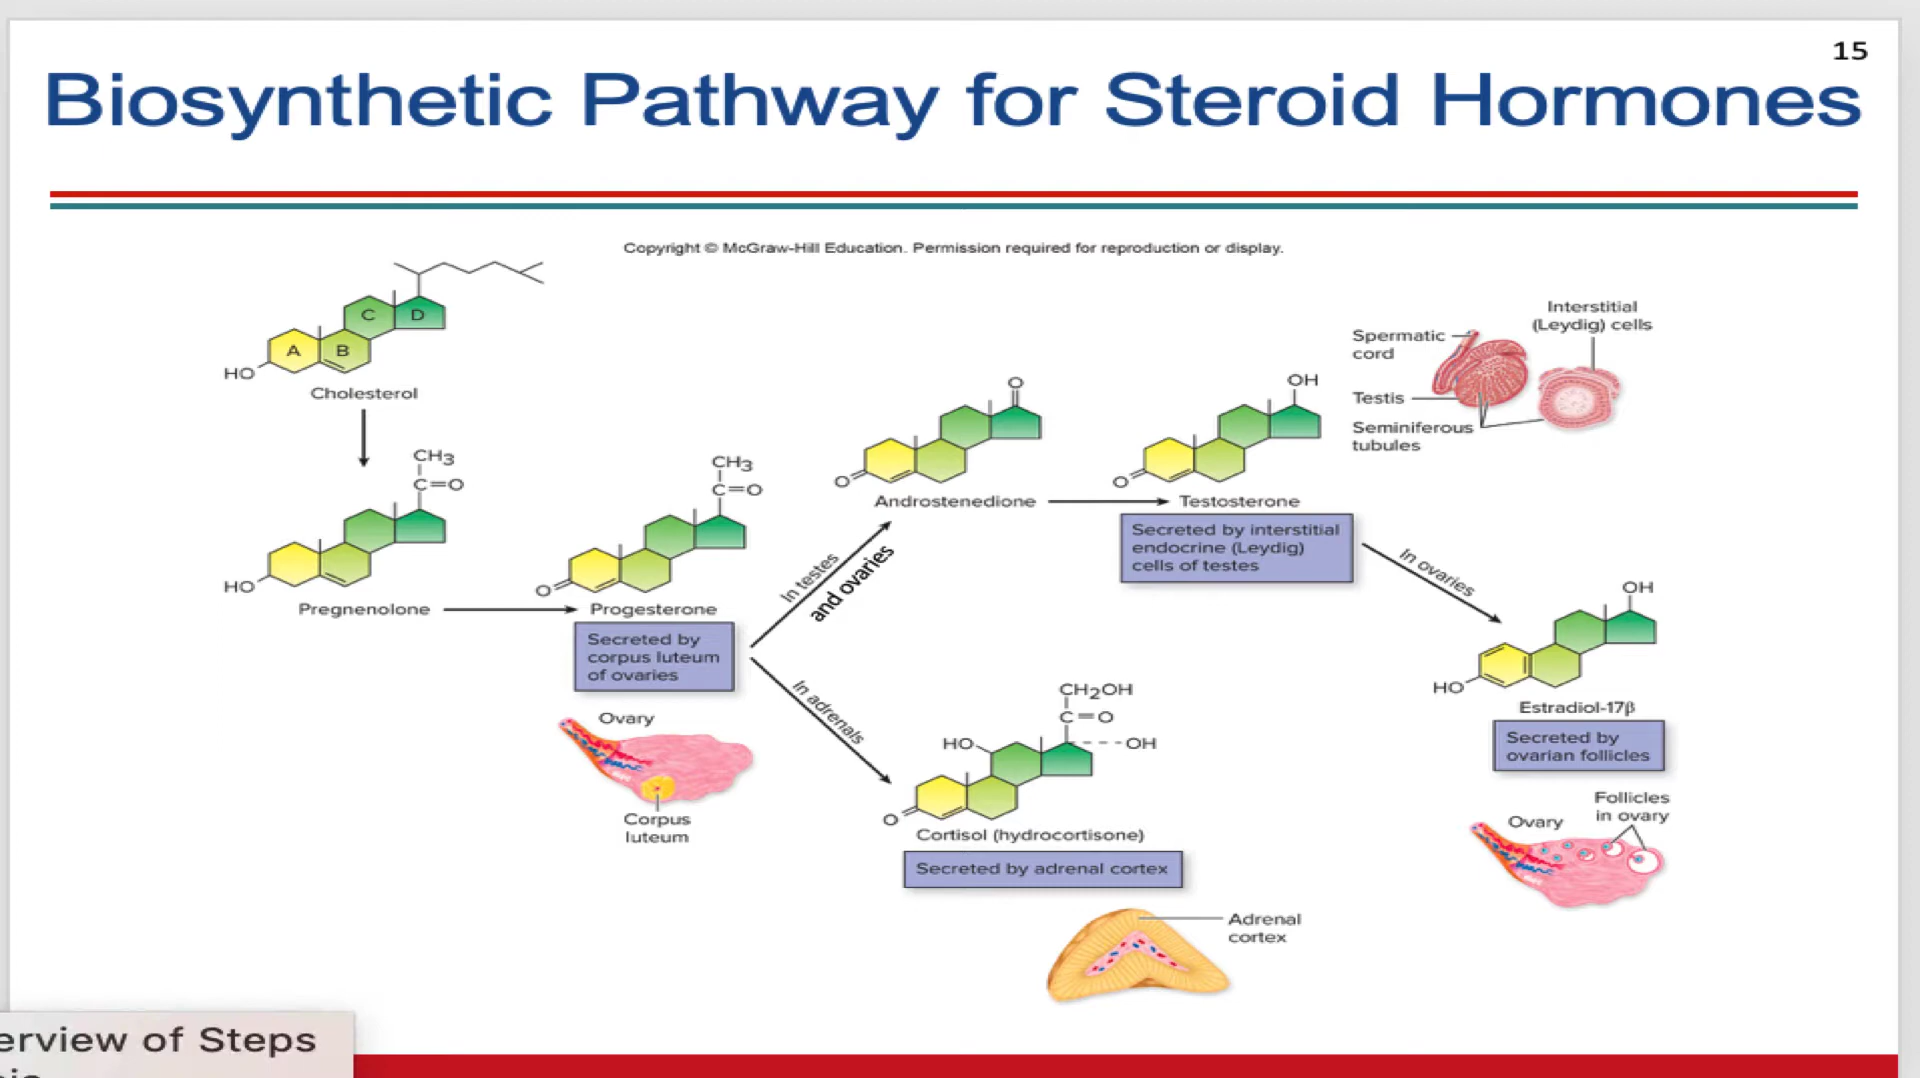 15
Biosynthetic Pathway for Steroid Hormones
Copyright © McGraw-Hill Education. Permission required for reproduction or display.
C D
A B
HO
Cholesterol
CH3
C=O
HO
Pregnenolone
CH3
C=O
O
Progesterone
Secreted by
corpus luteum
of ovaries
Ovary
Corpus
luteum
In testes
and ovaries
In adrenals
O
O
Androstenedione
OH
O
Testosterone
Secreted by interstitial
endocrine (Leydig)
cells of testes
Spermatic
cord
Testis
Seminiferous
tubules
Interstitial
(Leydig) cells
In ovaries
OH
HO
Estradiol-17β
Secreted by
ovarian follicles
Ovary
Follicles
in ovary
CH2OH
C=O
HO
OH
O
Cortisol (hydrocortisone)
Secreted by adrenal cortex
Adrenal
cortex
erview of Steps